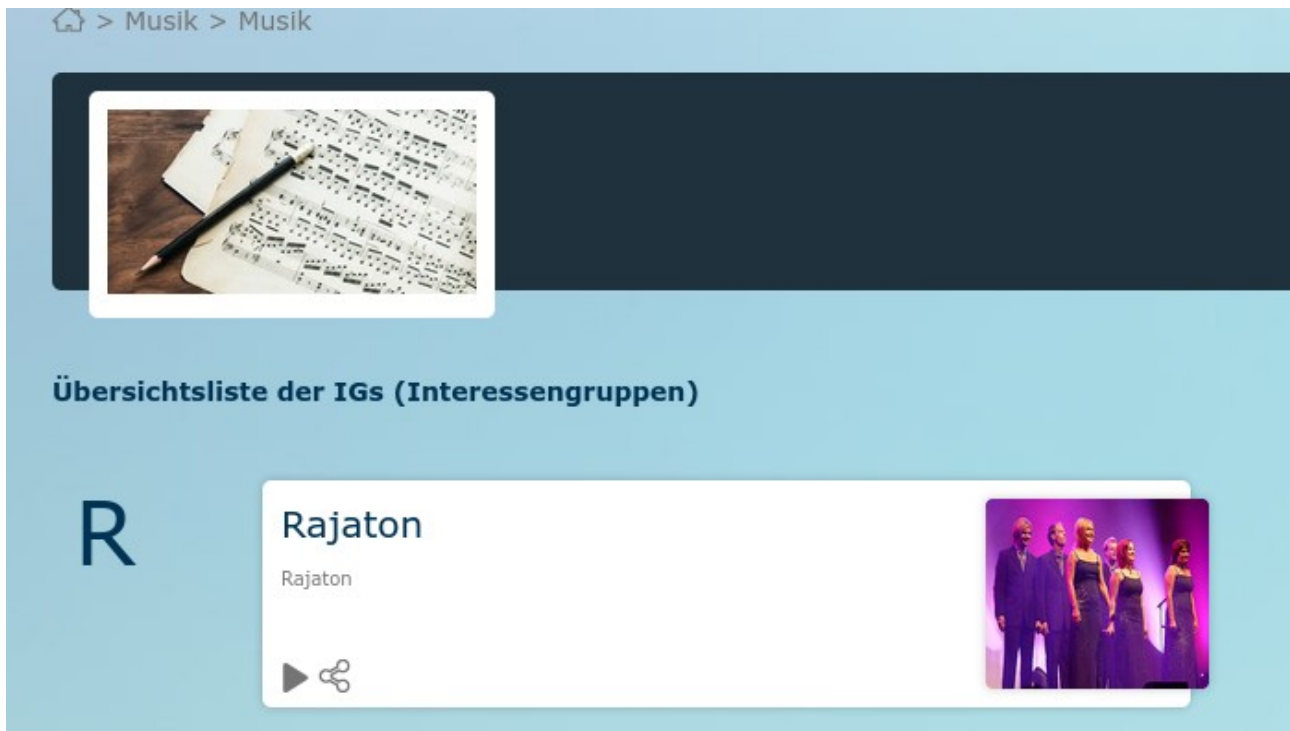 > Musik > Musik
Übersichtsliste der IGs (Interessengruppen)
R
Rajaton
Rajaton